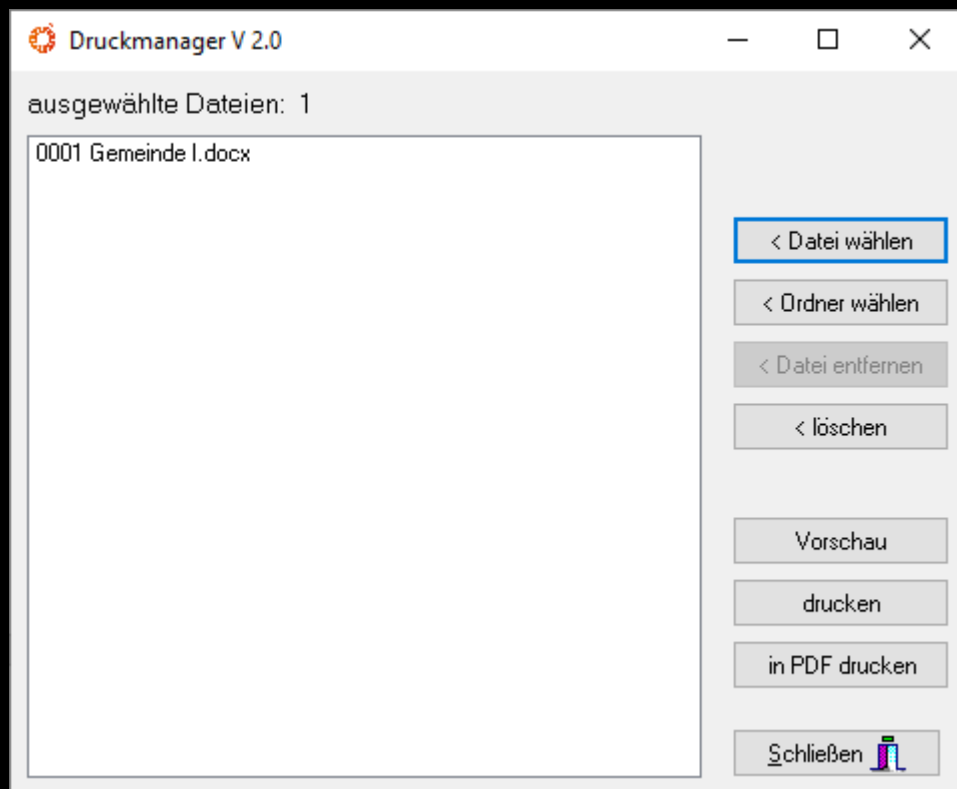 Druckmanager V 2.0
ausgewählte Dateien: 1
0001 Gemeinde I.docx
< Datei wählen
< Ordner wählen
< Datei entfernen
< löschen
Vorschau
drucken
in PDF drucken
Schließen